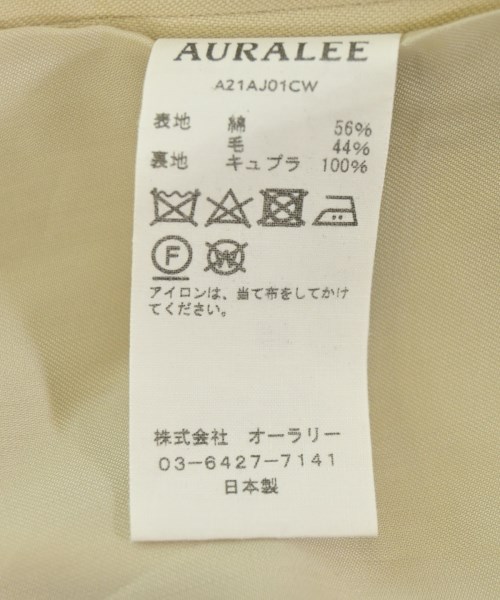 AURALEE
A21AJ01CW
表地 綿 56%
毛 44%
裏地 キュプラ 100%
F W
アイロンは、当て布をしてかけ
てください。
株式会社 オーラリー
03-6427-7141
日本製